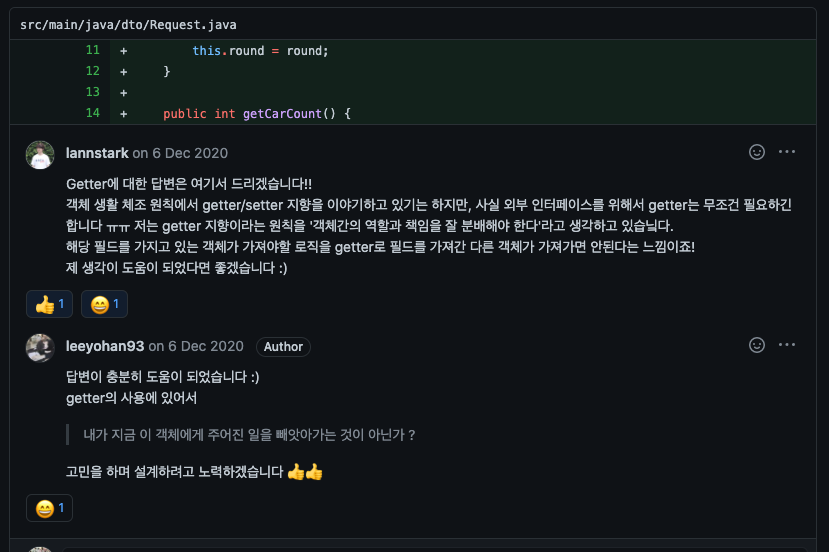 src/main/java/dto/Request.java
11 + this.round = round;
12 + }
13 +
14 + public int getCarCount() {
lannstark on 6 Dec 2020
Getter에 대한 답변은 여기서 드리겠습니다!!
객체 생활 체조 원칙에서 getter/setter 지향을 이야기하고 있기는 하지만, 사실 외부 인터페이스를 위해서 getter는 무조건 필요하긴
합니다 ㅠㅠ 저는 getter 지향이라는 원칙을 '객체간의 역할과 책임을 잘 분배해야 한다'라고 생각하고 있습닠다.
해당 필드를 가지고 있는 객체가 가져야할 로직을 getter로 필드를 가져간 다른 객체가 가져가면 안된다는 느낌이죠!
제 생각이 도움이 되었다면 좋겠습니다 :)
👍 1 😄 1
leeyohan93 on 6 Dec 2020 Author
답변이 충분히 도움이 되었습니다 :)
getter의 사용에 있어서
내가 지금 이 객체에게 주어진 일을 빼앗아가는 것이 아닌가 ?
고민을 하며 설계하려고 노력하겠습니다 👍👍
😄 1